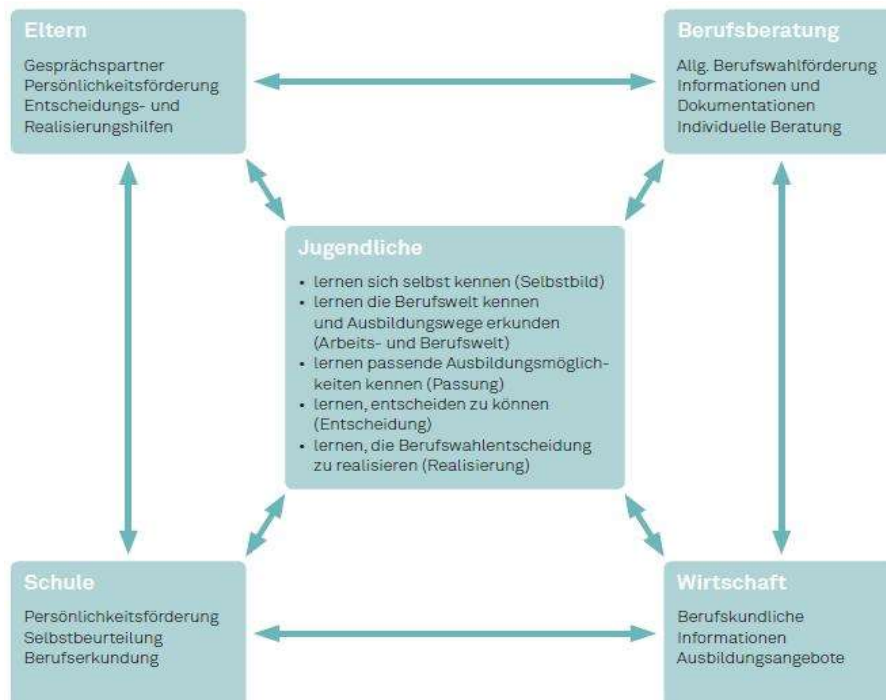 Eltern
Gesprächspartner
Persönlichkeitsförderung
Entscheidungs- und
Realisierungshilfen
Berufsberatung
Allg. Berufswahlförderung
Informationen und
Dokumentationen
Individuelle Beratung
Jugendliche
• lernen sich selbst kennen (Selbstbild)
• lernen die Berufswelt kennen
und Ausbildungswege erkunden
(Arbeits- und Berufswelt)
• lernen passende Ausbildungsmöglich-
keiten kennen (Passung)
• lernen, entscheiden zu können
(Entscheidung)
• lernen, die Berufswahlentscheidung
zu realisieren (Realisierung)
Schule
Persönlichkeitsförderung
Selbstbeurteilung
Berufserkundung
Wirtschaft
Berufskundliche
Informationen
Ausbildungsangebote